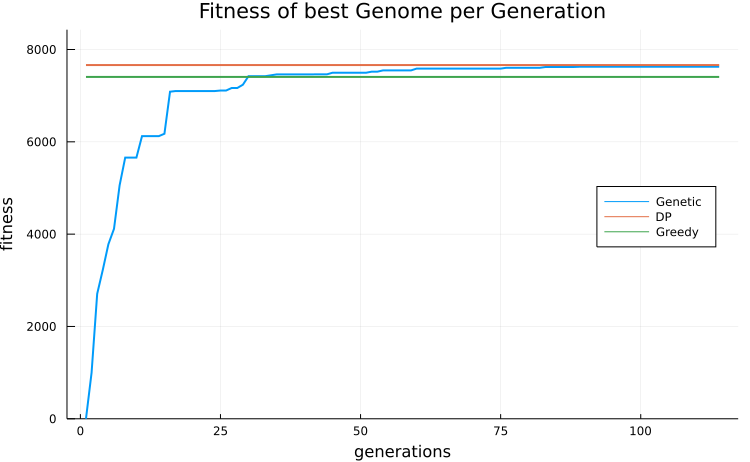 Fitness of best Genome per Generation
fitness
8000
6000
4000
2000
0
Genetic
DP
Greedy
0 25 50 75 100
generations